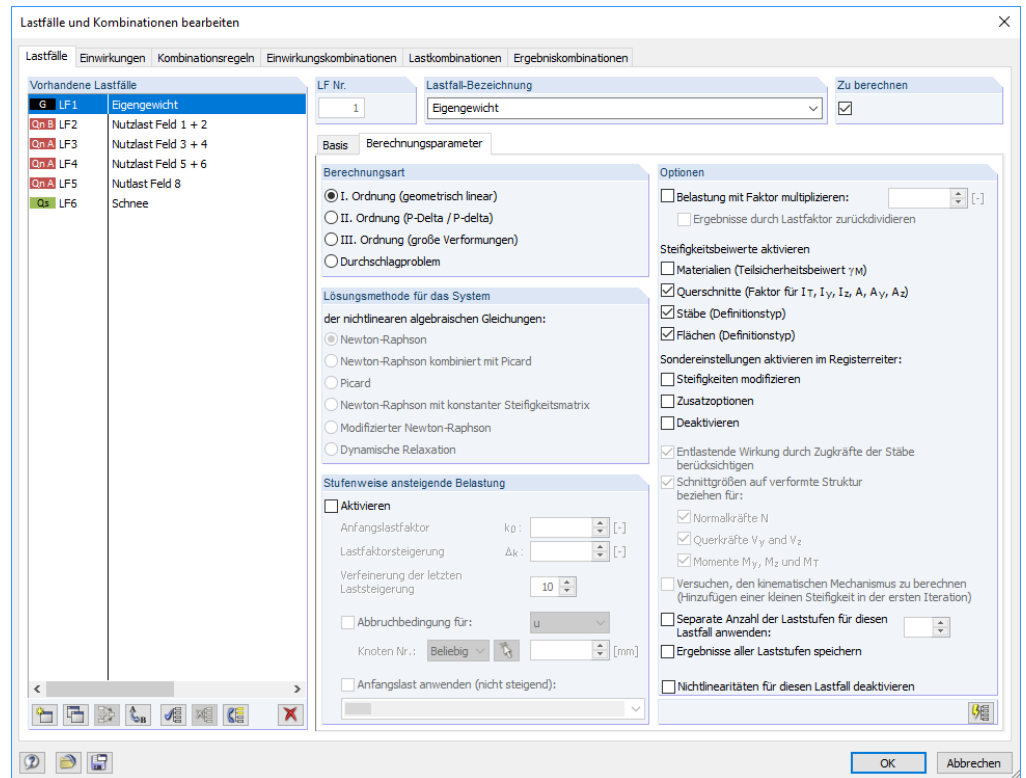 Lastfälle und Kombinationen bearbeiten
Lastfälle Einwirkungen Kombinationsregeln Einwirkungskombinationen Lastkombinationen Ergebniskombinationen
Vorhandene Lastfälle
G LF1 Eigengewicht
Qn B LF2 Nutzlast Feld 1 + 2
Qn A LF3 Nutzlast Feld 3 + 4
Qn A LF4 Nutzlast Feld 5 + 6
Qn A LF5 Nutlast Feld 8
Qs LF6 Schnee
LF Nr.
1
Lastfall-Bezeichnung
Eigengewicht
Zu berechnen
Basis Berechnungsparameter
Berechnungsart
I. Ordnung (geometrisch linear)
II. Ordnung (P-Delta / P-delta)
III. Ordnung (große Verformungen)
Durchschlagproblem
Lösungsmethode für das System
der nichtlinearen algebraischen Gleichungen:
Newton-Raphson
Newton-Raphson kombiniert mit Picard
Picard
Newton-Raphson mit konstanter Steifigkeitsmatrix
Modifizierter Newton-Raphson
Dynamische Relaxation
Stufenweise ansteigende Belastung
Aktivieren
Anfangslastfaktor k0 : [-]
Lastfaktorsteigerung Δk : [-]
Verfeinerung der letzten
Laststeigerung 10
Abbruchbedingung für: u
Knoten Nr.: Beliebig [mm]
Anfangslast anwenden (nicht steigend):
Optionen
Belastung mit Faktor multiplizieren: [-]
Ergebnisse durch Lastfaktor zurückdividieren
Steifigkeitsbeiwerte aktivieren
Materialien (Teilsicherheitsbeiwert γM)
Querschnitte (Faktor für IT, Iy, Iz, A, Ay, Az)
Stäbe (Definitionstyp)
Flächen (Definitionstyp)
Sondereinstellungen aktivieren im Registerreiter:
Steifigkeiten modifizieren
Zusatzoptionen
Deaktivieren
Entlastende Wirkung durch Zugkräfte der Stäbe
berücksichtigen
Schnittgrößen auf verformte Struktur
beziehen für:
Normalkräfte N
Querkräfte Vy and Vz
Momente My, Mz und MT
Versuchen, den kinematischen Mechanismus zu berechnen
(Hinzufügen einer kleinen Steifigkeit in der ersten Iteration)
Separate Anzahl der Laststufen für diesen
Lastfall anwenden:
Ergebnisse aller Laststufen speichern
Nichtlinearitäten für diesen Lastfall deaktivieren
OK Abbrechen